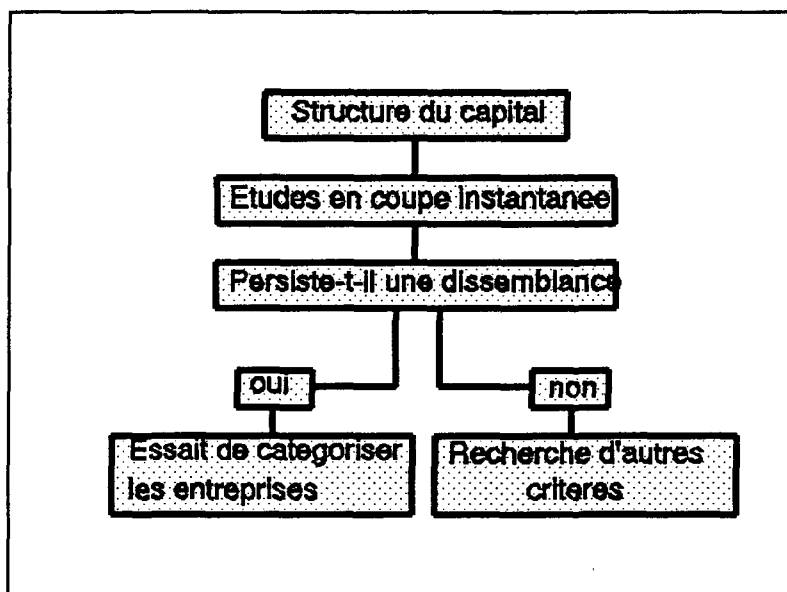 Structure du capital
Etudes en coupe instantanee
Persiste-t-il une dissemblance
oui
non
Essait de categoriser
les entreprises
Recherche d'autres
criteres